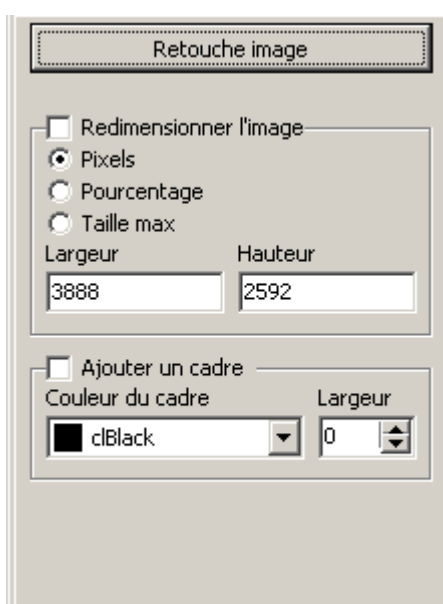 Retouche image
Redimensionner l'image
Pixels
Pourcentage
Taille max
Largeur Hauteur
3888 2592
Ajouter un cadre
Couleur du cadre Largeur
clBlack 0